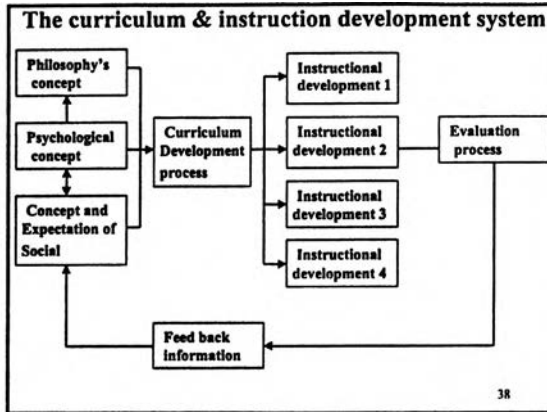 The curriculum & instruction development system
Philosophy's
concept
Psychological
concept
Concept and
Expectation of
Social
Curriculum
Development
process
Instructional
development 1
Instructional
development 2
Instructional
development 3
Instructional
development 4
Evaluation
process
Feed back
information
38